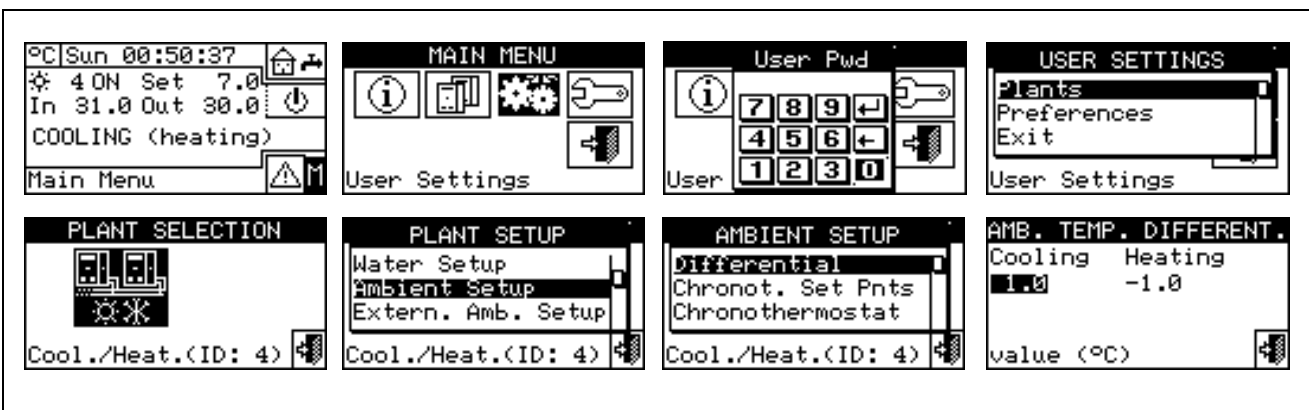 ºC Sun 00:50:37
4 ON Set 7.0
In 31.0 Out 30.0
COOLING (heating)
Main Menu M
MAIN MENU
i
User Settings
User Pwd
i
7 8 9
4 5 6
1 2 3 0
User
USER SETTINGS
Plants
Preferences
Exit
User Settings
PLANT SELECTION
Cool./Heat.(ID: 4)
PLANT SETUP
Water Setup
Ambient Setup
Extern. Amb. Setup
Cool./Heat.(ID: 4)
AMBIENT SETUP
Differential
Chronot. Set Pnts
Chronothermostat
Cool./Heat.(ID: 4)
AMB. TEMP. DIFFERENT.
Cooling Heating
1.0 -1.0
value (ºC)